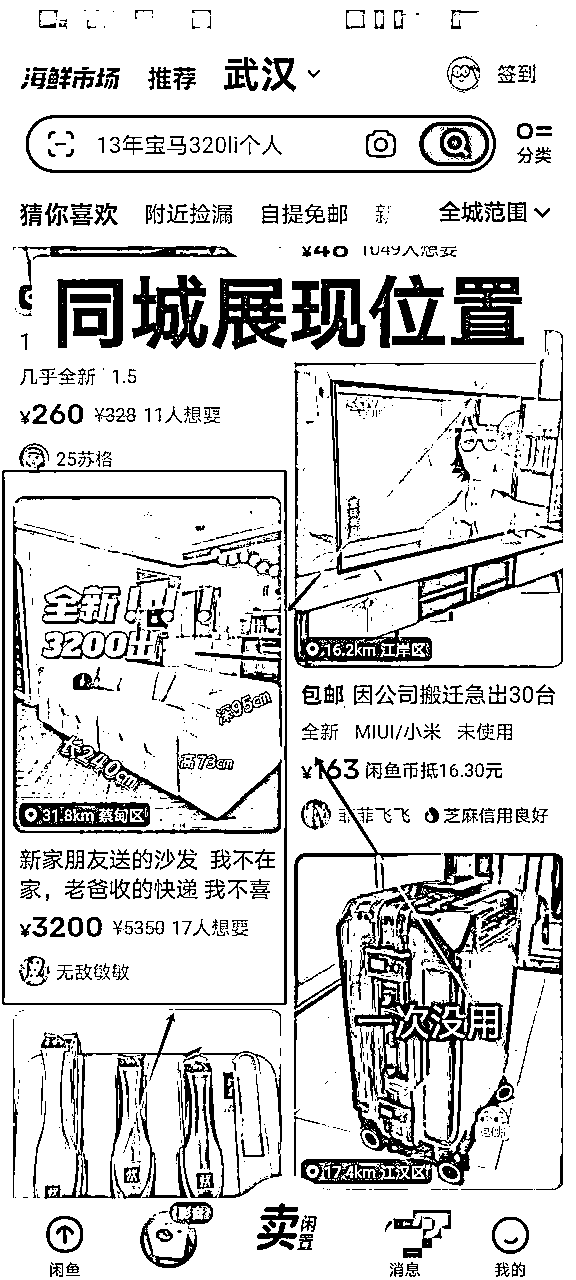 海鲜市场 推荐 武汉 签到
13年宝马320li个人
分类
猜你喜欢 附近捡漏 自提免邮 全城范围
¥48 1049人想要
同城展现位置
几乎全新 1.5
¥260 ¥328 11人想要
25苏格
全新！！！
3200出
深95cm
长240cm
高78cm
31.8km 蔡甸区
新家朋友送的沙发 我不在
家，老爸收的快递 我不喜
¥3200 ¥5350 17人想要
无敌敏敏
16.2km 江岸区
包邮 因公司搬迁急出30台
全新 MIUI/小米 未使用
¥163 闲鱼币抵16.30元
菲菲飞飞 芝麻信用良好
一次没用
17.4km 江汉区
闲鱼
卖闲置
消息
我的